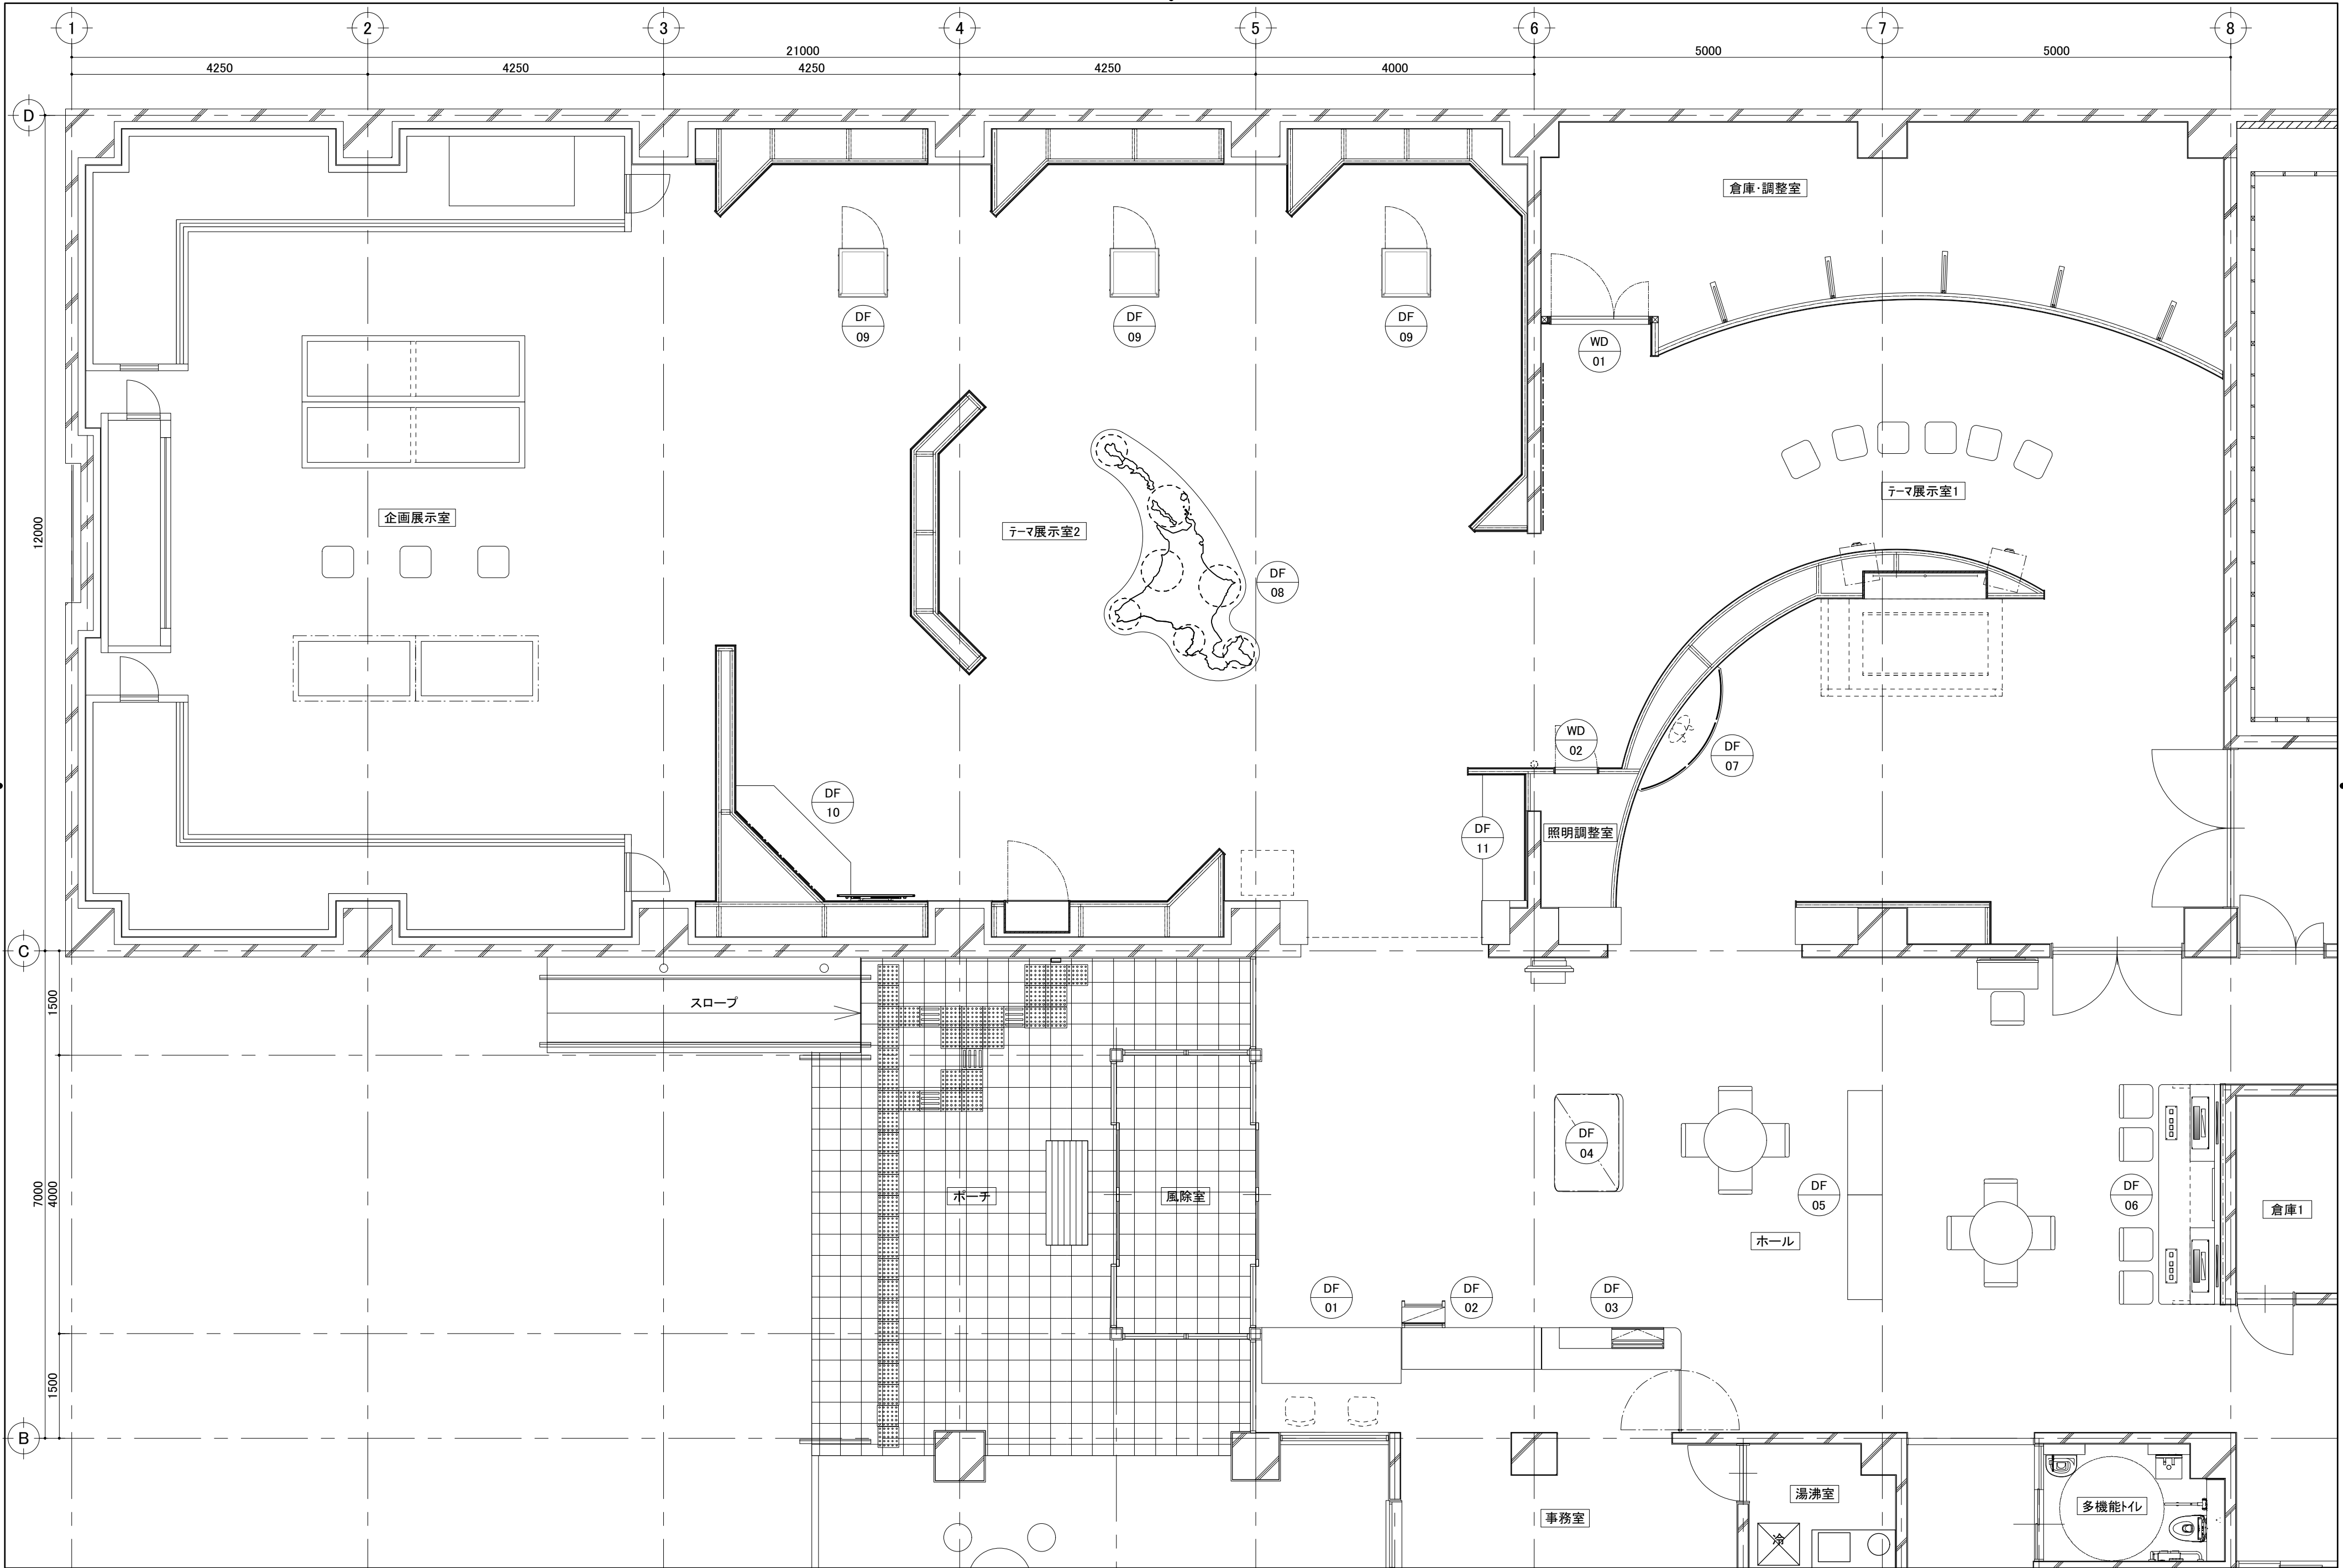 1 2 3 4 5 6 7 8
21000 5000 5000
4250 4250 4250 4250 4000
D
倉庫・調整室
DF
09
DF
09
DF
09
WD
01
12000
企画展示室
テーマ展示室2
テーマ展示室1
DF
08
WD
02
DF
07
DF
10
DF
11
照明調整室
C
1500
スロープ
DF
04
7000
4000
ポーチ
風除室
DF
05
DF
06
倉庫1
ホール
DF
01
DF
02
DF
03
1500
B
湯沸室
事務室
多機能トイレ
冷